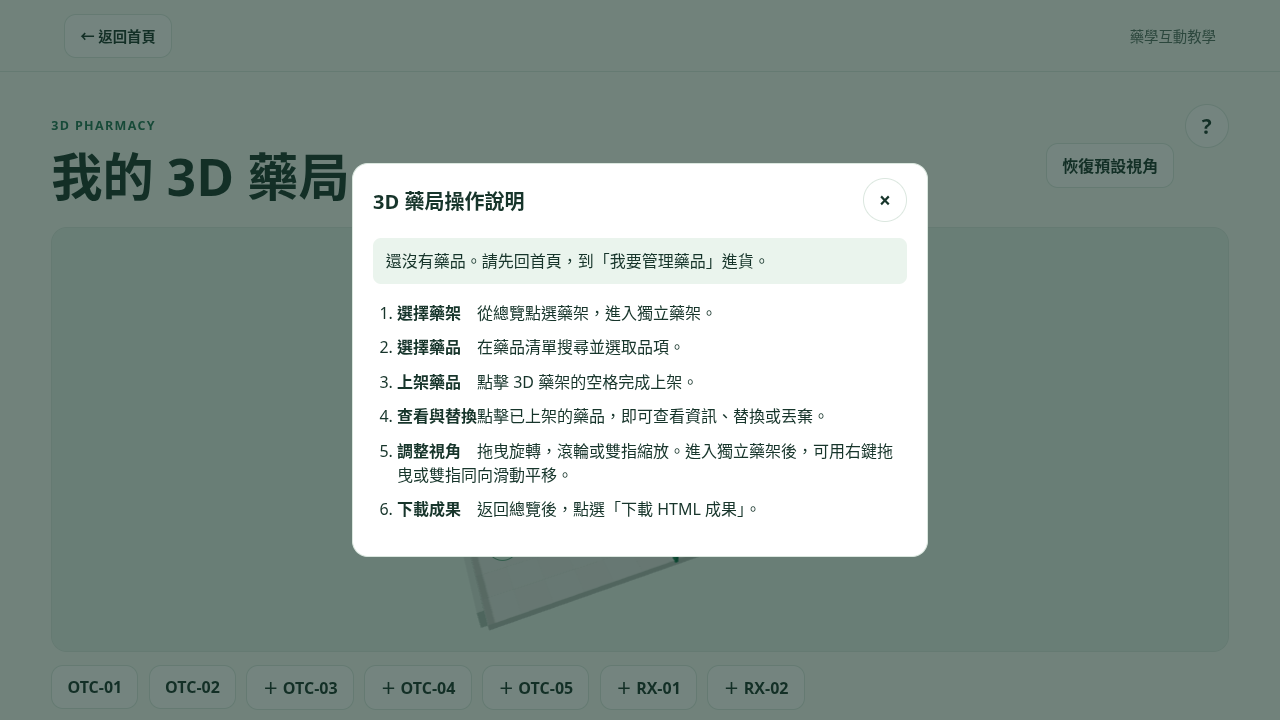 ← 返回首頁
藥學互動教學
3D PHARMACY
我的 3D 藥局
?
恢復預設視角
3D 藥局操作說明
×
還沒有藥品。請先回首頁，到「我要管理藥品」進貨。
1. 選擇藥架 從總覽點選藥架，進入獨立藥架。
2. 選擇藥品 在藥品清單搜尋並選取品項。
3. 上架藥品 點擊 3D 藥架的空格完成上架。
4. 查看與替換點擊已上架的藥品，即可查看資訊、替換或丟棄。
5. 調整視角 拖曳旋轉，滾輪或雙指縮放。進入獨立藥架後，可用右鍵拖
曳或雙指同向滑動平移。
6. 下載成果 返回總覽後，點選「下載 HTML 成果」。
OTC-01
OTC-02
＋ OTC-03
＋ OTC-04
＋ OTC-05
＋ RX-01
＋ RX-02